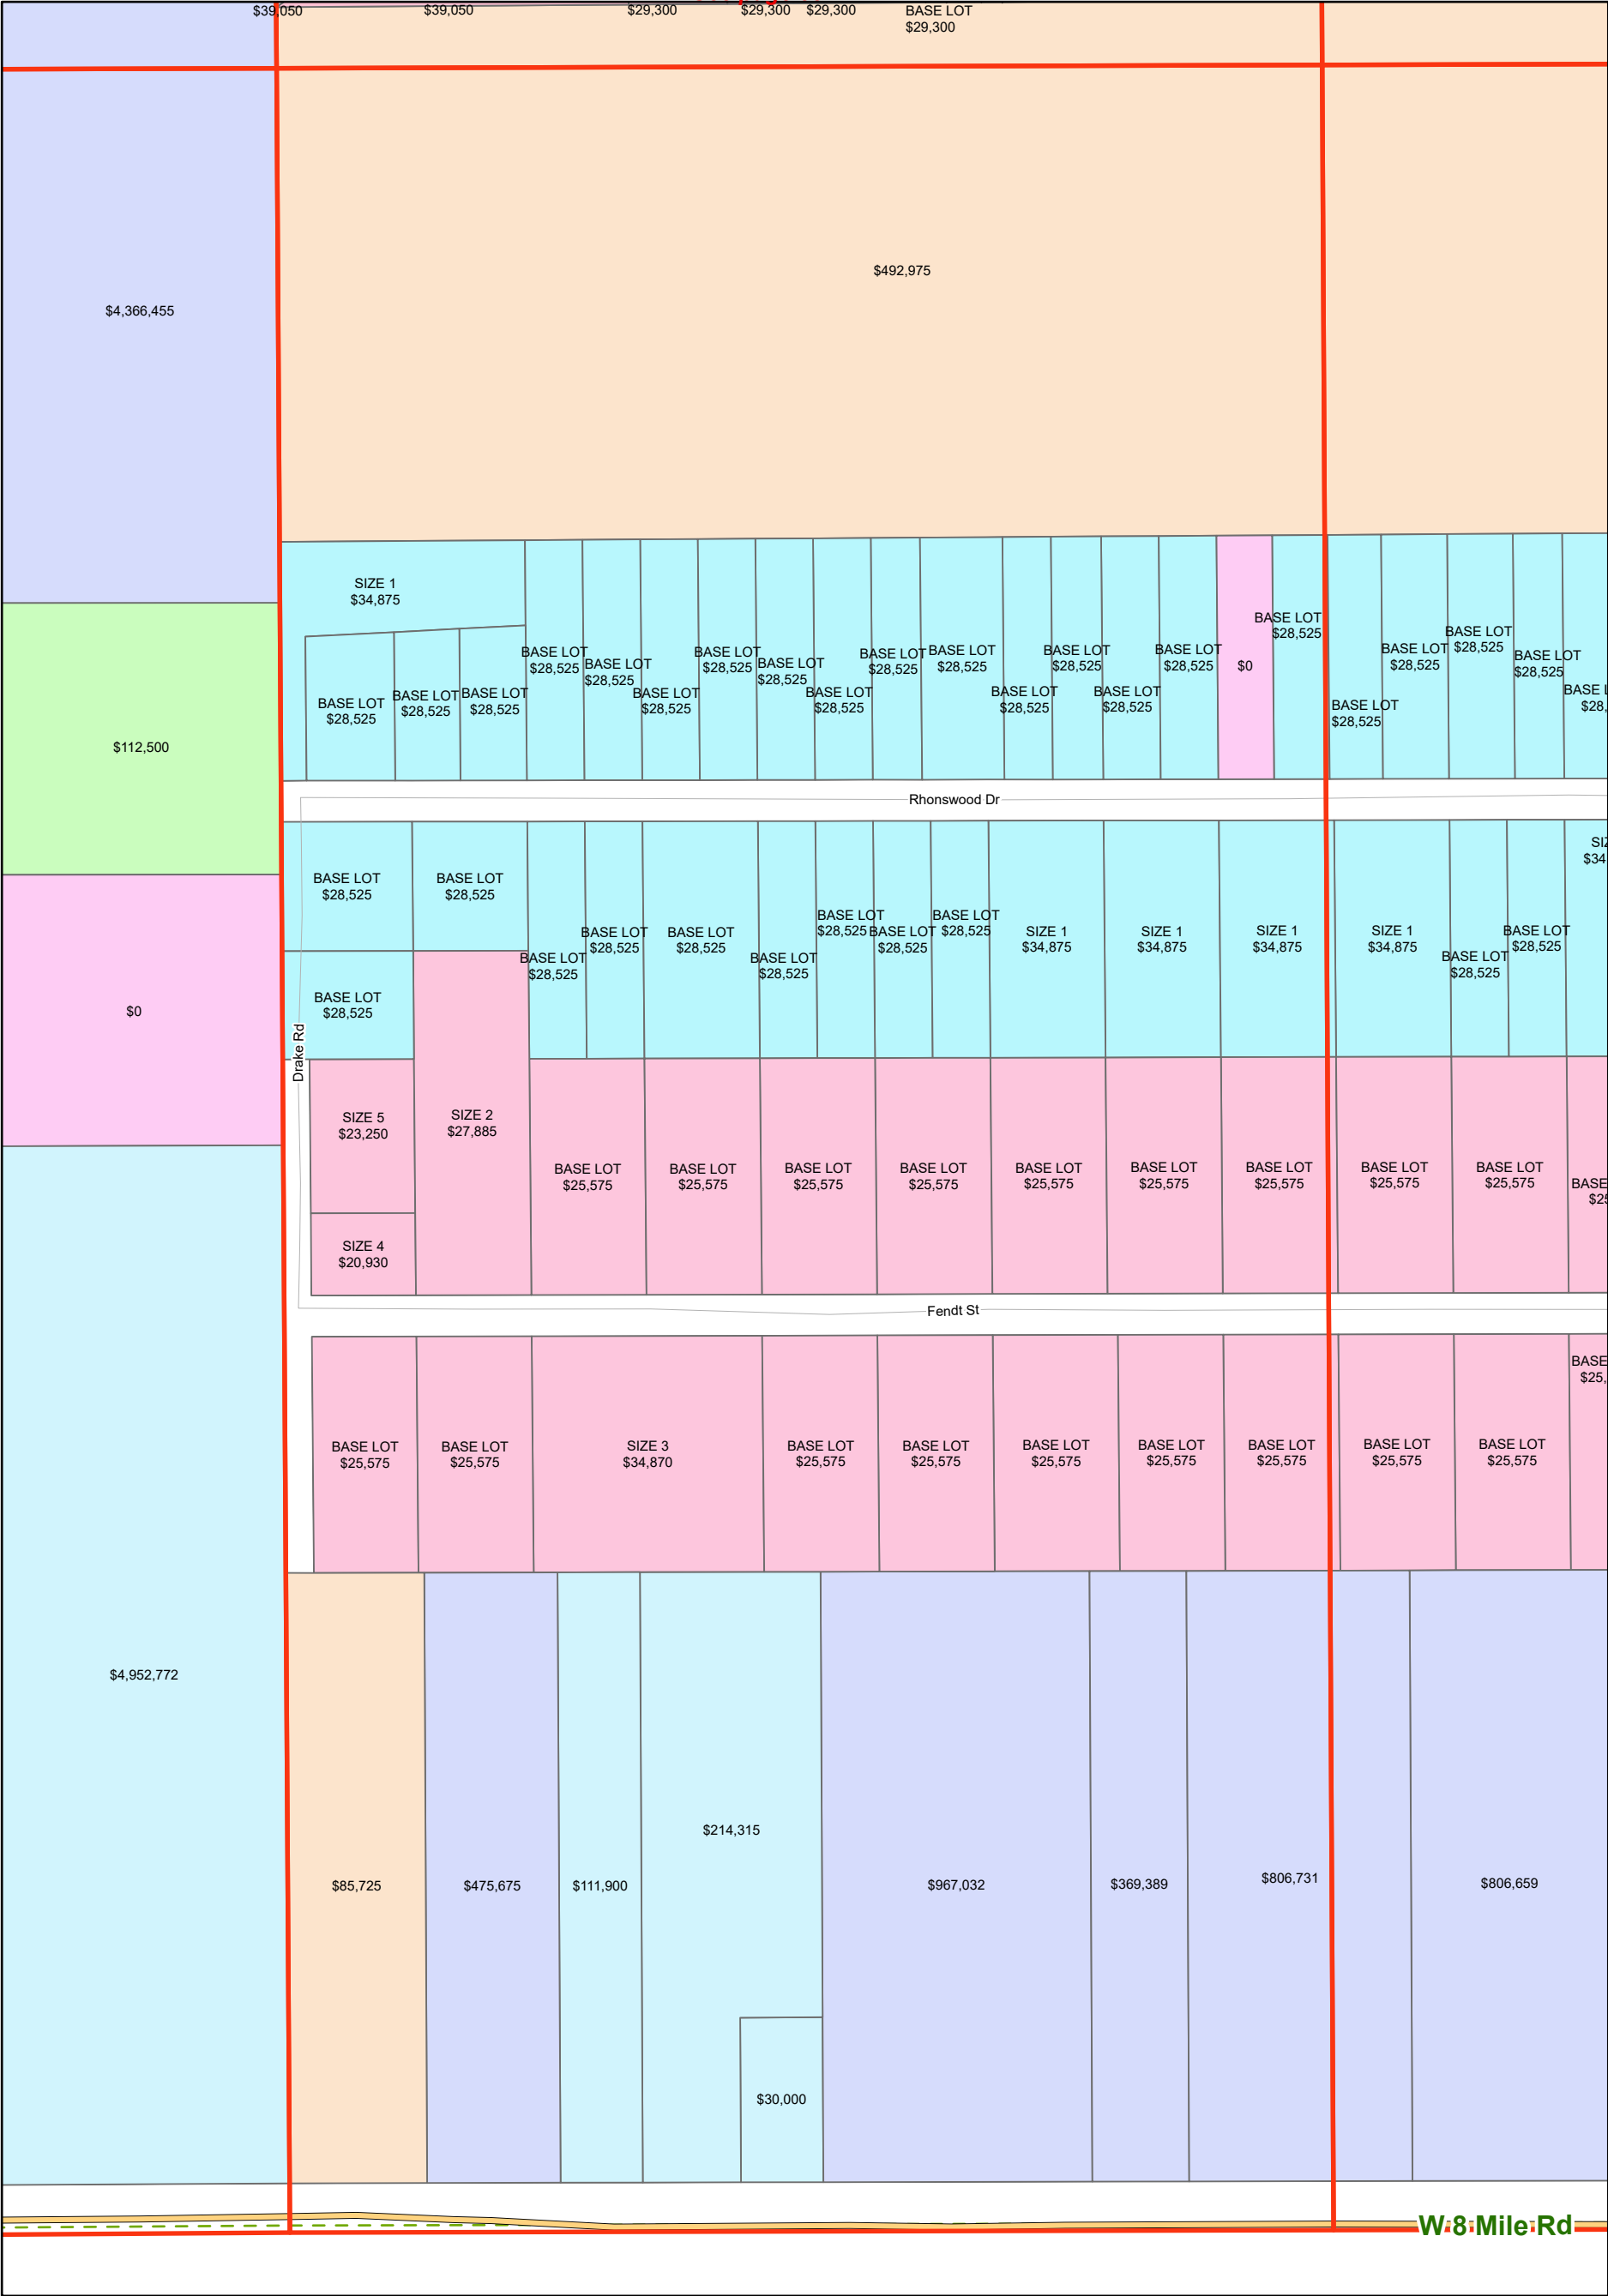 $39,050
$39,050
$29,300
$29,300
$29,300
BASE LOT
$29,300
$492,975
$4,366,455
SIZE 1
$34,875
BASE LOT
$28,525
BASE LOT
$28,525
BASE LOT
$28,525
BASE LOT
$28,525
BASE LOT
$28,525
BASE LOT
$28,525
BASE LOT
$28,525
BASE LOT
$28,525
BASE LOT
$28,525
BASE LOT
$28,525
BASE LOT
$28,525
BASE LOT
$28,525
BASE LOT
$28,525
BASE LOT
$28,525
BASE LOT
$28,525
$0
BASE LOT
$28,525
BASE LOT
$28,525
BASE LOT
$28,525
BASE LOT
$28,525
BASE LOT
$28,525
BASE
$112,500
Rhonswood Dr
BASE LOT
$28,525
BASE LOT
$28,525
BASE LOT
$28,525
BASE LOT
$28,525
BASE LOT
$28,525
BASE LOT
$28,525
BASE LOT
$28,525
BASE LOT
$28,525
BASE LOT
$28,525
SIZE 1
$34,875
SIZE 1
$34,875
SIZE 1
$34,875
SIZE 1
$34,875
BASE LOT
$28,525
BASE LOT
$28,525
$0
BASE LOT
$28,525
Drake Rd
SIZE 5
$23,250
SIZE 2
$27,885
BASE LOT
$25,575
BASE LOT
$25,575
BASE LOT
$25,575
BASE LOT
$25,575
BASE LOT
$25,575
BASE LOT
$25,575
BASE LOT
$25,575
BASE LOT
$25,575
BASE LOT
$25,575
BASE
SIZE 4
$20,930
Fendt St
BASE LOT
$25,575
BASE LOT
$25,575
SIZE 3
$34,870
BASE LOT
$25,575
BASE LOT
$25,575
BASE LOT
$25,575
BASE LOT
$25,575
BASE LOT
$25,575
BASE LOT
$25,575
BASE LOT
$25,575
BASE
$4,952,772
$85,725
$475,675
$111,900
$214,315
$30,000
$967,032
$369,389
$806,731
$806,659
W 8 Mile Rd